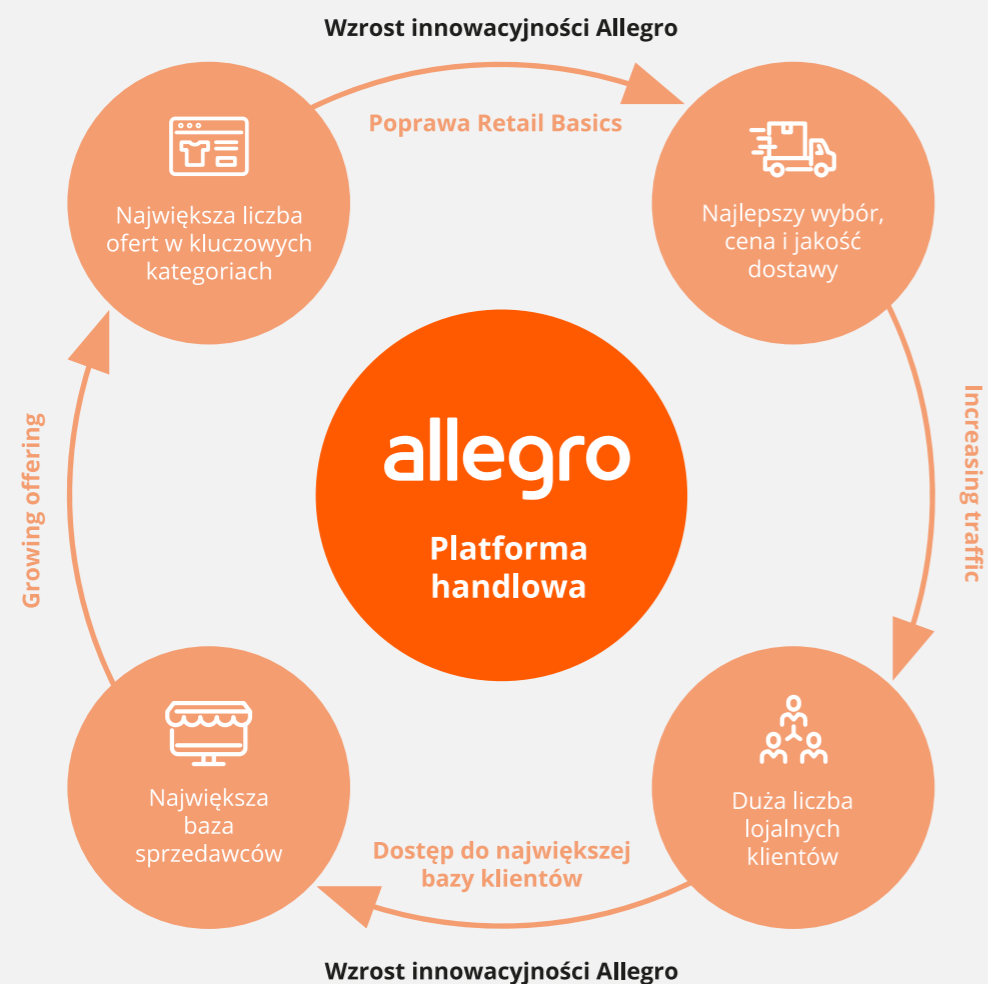 Wzrost innowacyjności Allegro
Poprawa Retail Basics
Największa liczba
ofert w kluczowych
kategoriach
Najlepszy wybór,
cena i jakość
dostawy
allegro
Platforma
handlowa
Growing offering
Increasing traffic
Największa
baza
sprzedawców
Dostęp do największej
bazy klientów
Duża liczba
lojalnych
klientów
Wzrost innowacyjności Allegro